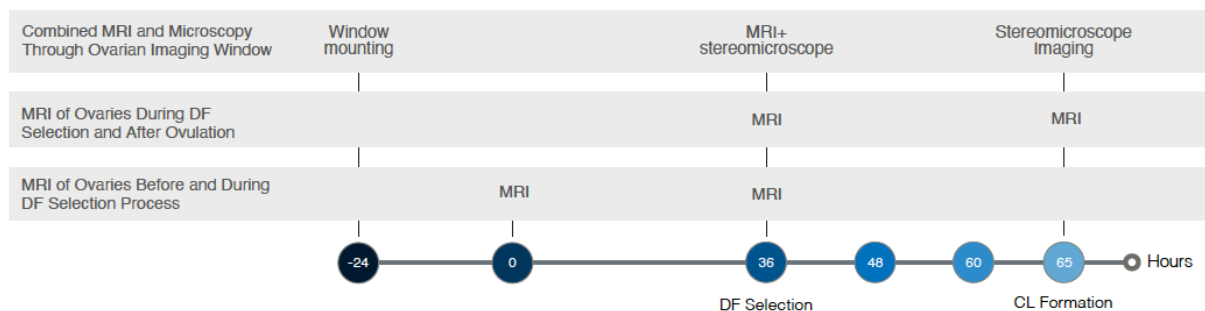 Combined MRI and Microscopy
Through Ovarian Imaging Window
Window
mounting
MRI+
stereomicroscope
Stereomicroscope
Imaging
MRI of Ovaries During DF
Selection and After Ovulation
MRI
MRI
MRI of Ovaries Before and During
DF Selection Process
MRI
MRI
-24
0
36
48
60
65
Hours
DF Selection
CL Formation